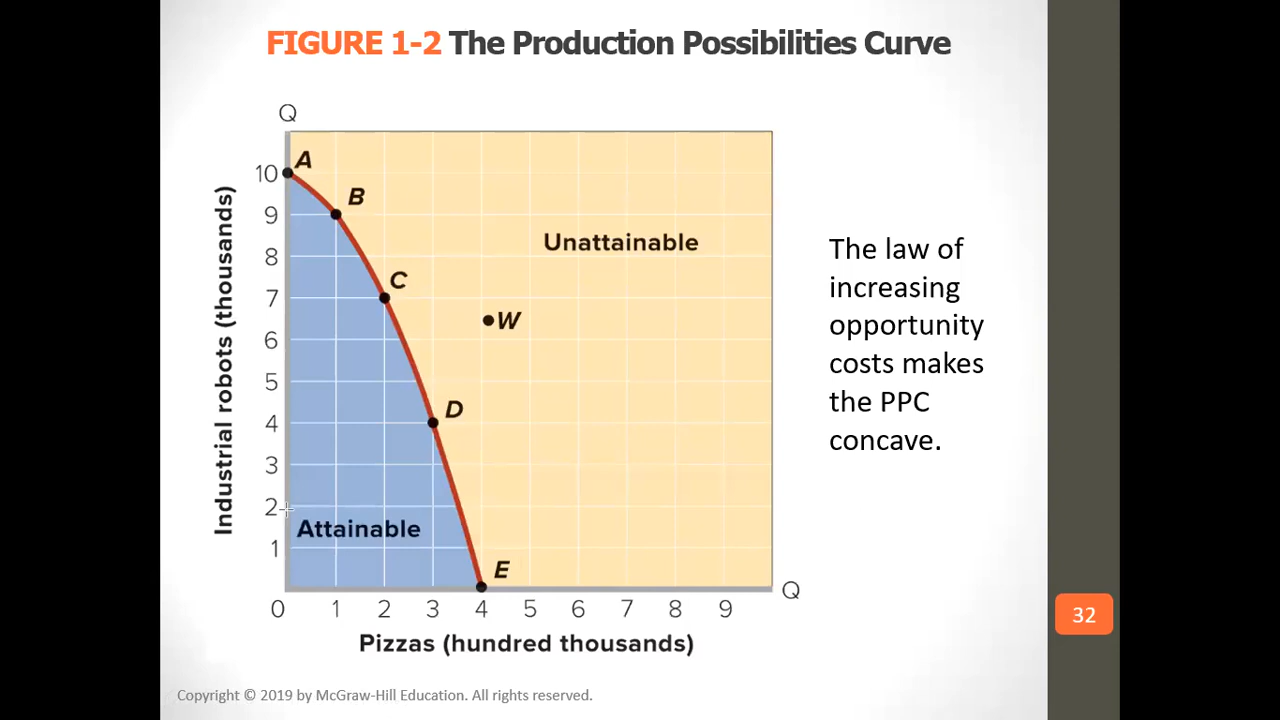 FIGURE 1-2 The Production Possibilities Curve
Q
A
10
B
9
Unattainable
8
C
7
W
6
5
D
4
3
2
Attainable
1
E
Q
0 1 2 3 4 5 6 7 8 9
Industrial robots (thousands)
Pizzas (hundred thousands)
The law of
increasing
opportunity
costs makes
the PPC
concave.
32
Copyright © 2019 by McGraw-Hill Education. All rights reserved.